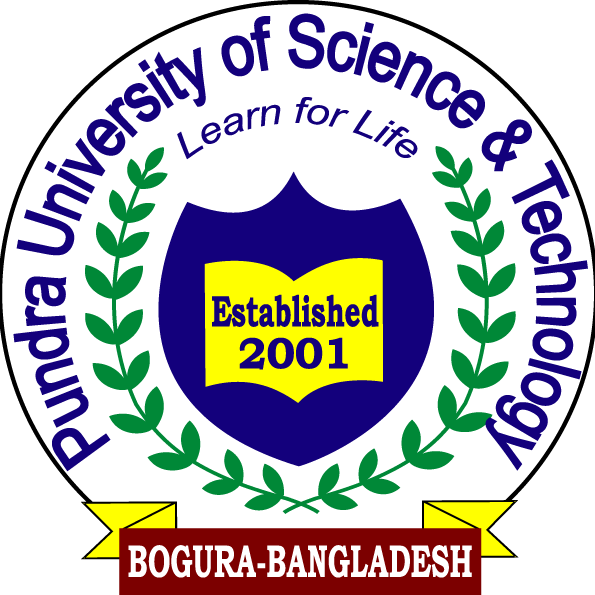 Pundra University of Science & Technology
Learn for Life
Established
2001
BOGURA-BANGLADESH